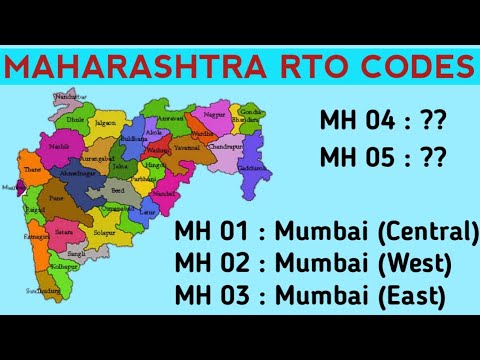 MAHARASHTRA RTO CODES
MH 04 : ??
MH 05 : ??
MH 01 : Mumbai (Central)
MH 02 : Mumbai (West)
MH 03 : Mumbai (East)
Nandurbar
Dhule
Jalgaon
Buldhana
Akola
Amravati
Wardha
Nagpur
Bhandara
Gondia
Chandrapur
Yavatmal
Washim
Hingoli
Nashik
Aurangabad
Jalna
Parbhani
Nanded
Thane
Ahmednagar
Beed
Latur
Osmanabad
Pune
Raigad
Satara
Solapur
Ratnagiri
Sangli
Kolhapur
Sindhudurg